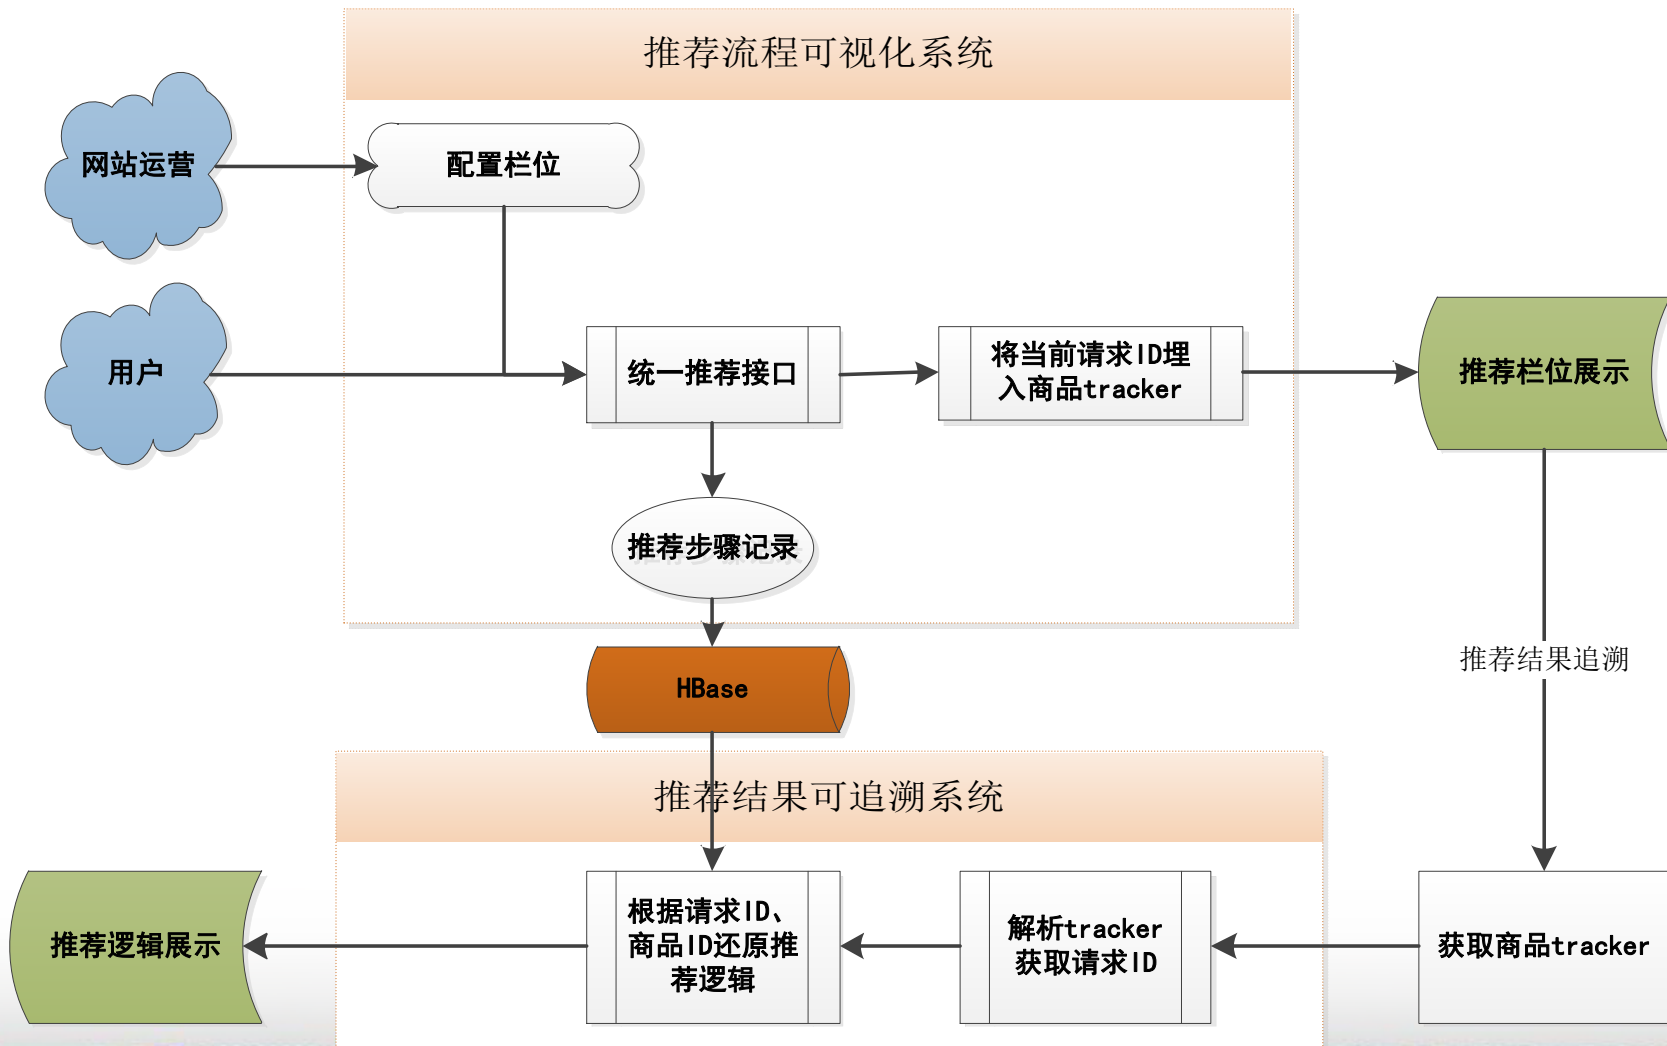 推荐流程可视化系统
网站运营
配置栏位
用户
统一推荐接口
将当前请求ID埋
入商品tracker
推荐栏位展示
推荐步骤记录
推荐结果追溯
HBase
推荐结果可追溯系统
推荐逻辑展示
根据请求ID、
商品ID还原推
荐逻辑
解析tracker
获取请求ID
获取商品tracker